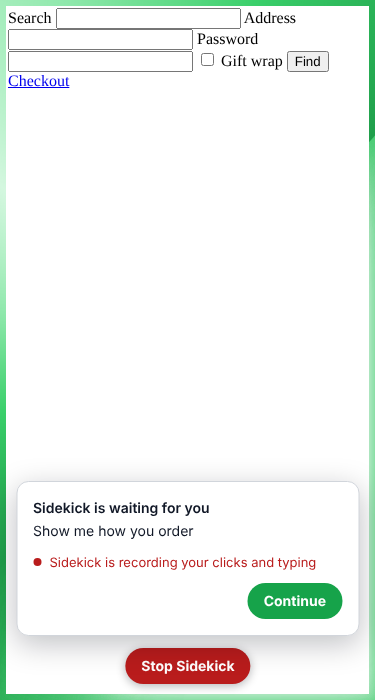 Search Address
Password
Gift wrap Find
Checkout
Sidekick is waiting for you
Show me how you order
Sidekick is recording your clicks and typing
Continue
Stop Sidekick